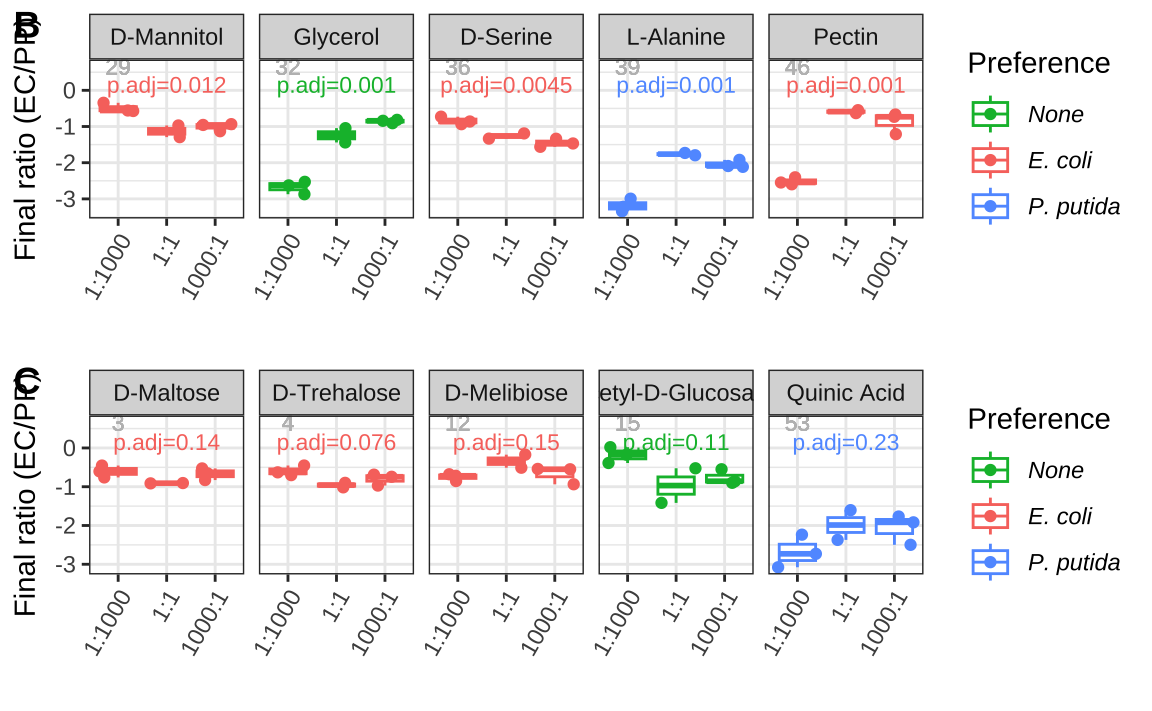 B
D-Mannitol Glycerol D-Serine L-Alanine Pectin
29 32 36 39 46
p.adj=0.012 p.adj=0.001 p.adj=0.0045 p.adj=0.001 p.adj=0.001
Final ratio (EC/PP)
0
-1
-2
-3
1:1000 1:1 1000:1 1:1000 1:1 1000:1 1:1000 1:1 1000:1 1:1000 1:1 1000:1 1:1000 1:1 1000:1
Preference
None
E. coli
P. putida
C
D-Maltose D-Trehalose D-Melibiose etyl-D-Glucosa Quinic Acid
3 4 12 15 53
p.adj=0.14 p.adj=0.076 p.adj=0.15 p.adj=0.11 p.adj=0.23
Final ratio (EC/PP)
0
-1
-2
-3
1:1000 1:1 1000:1 1:1000 1:1 1000:1 1:1000 1:1 1000:1 1:1000 1:1 1000:1 1:1000 1:1 1000:1
Preference
None
E. coli
P. putida